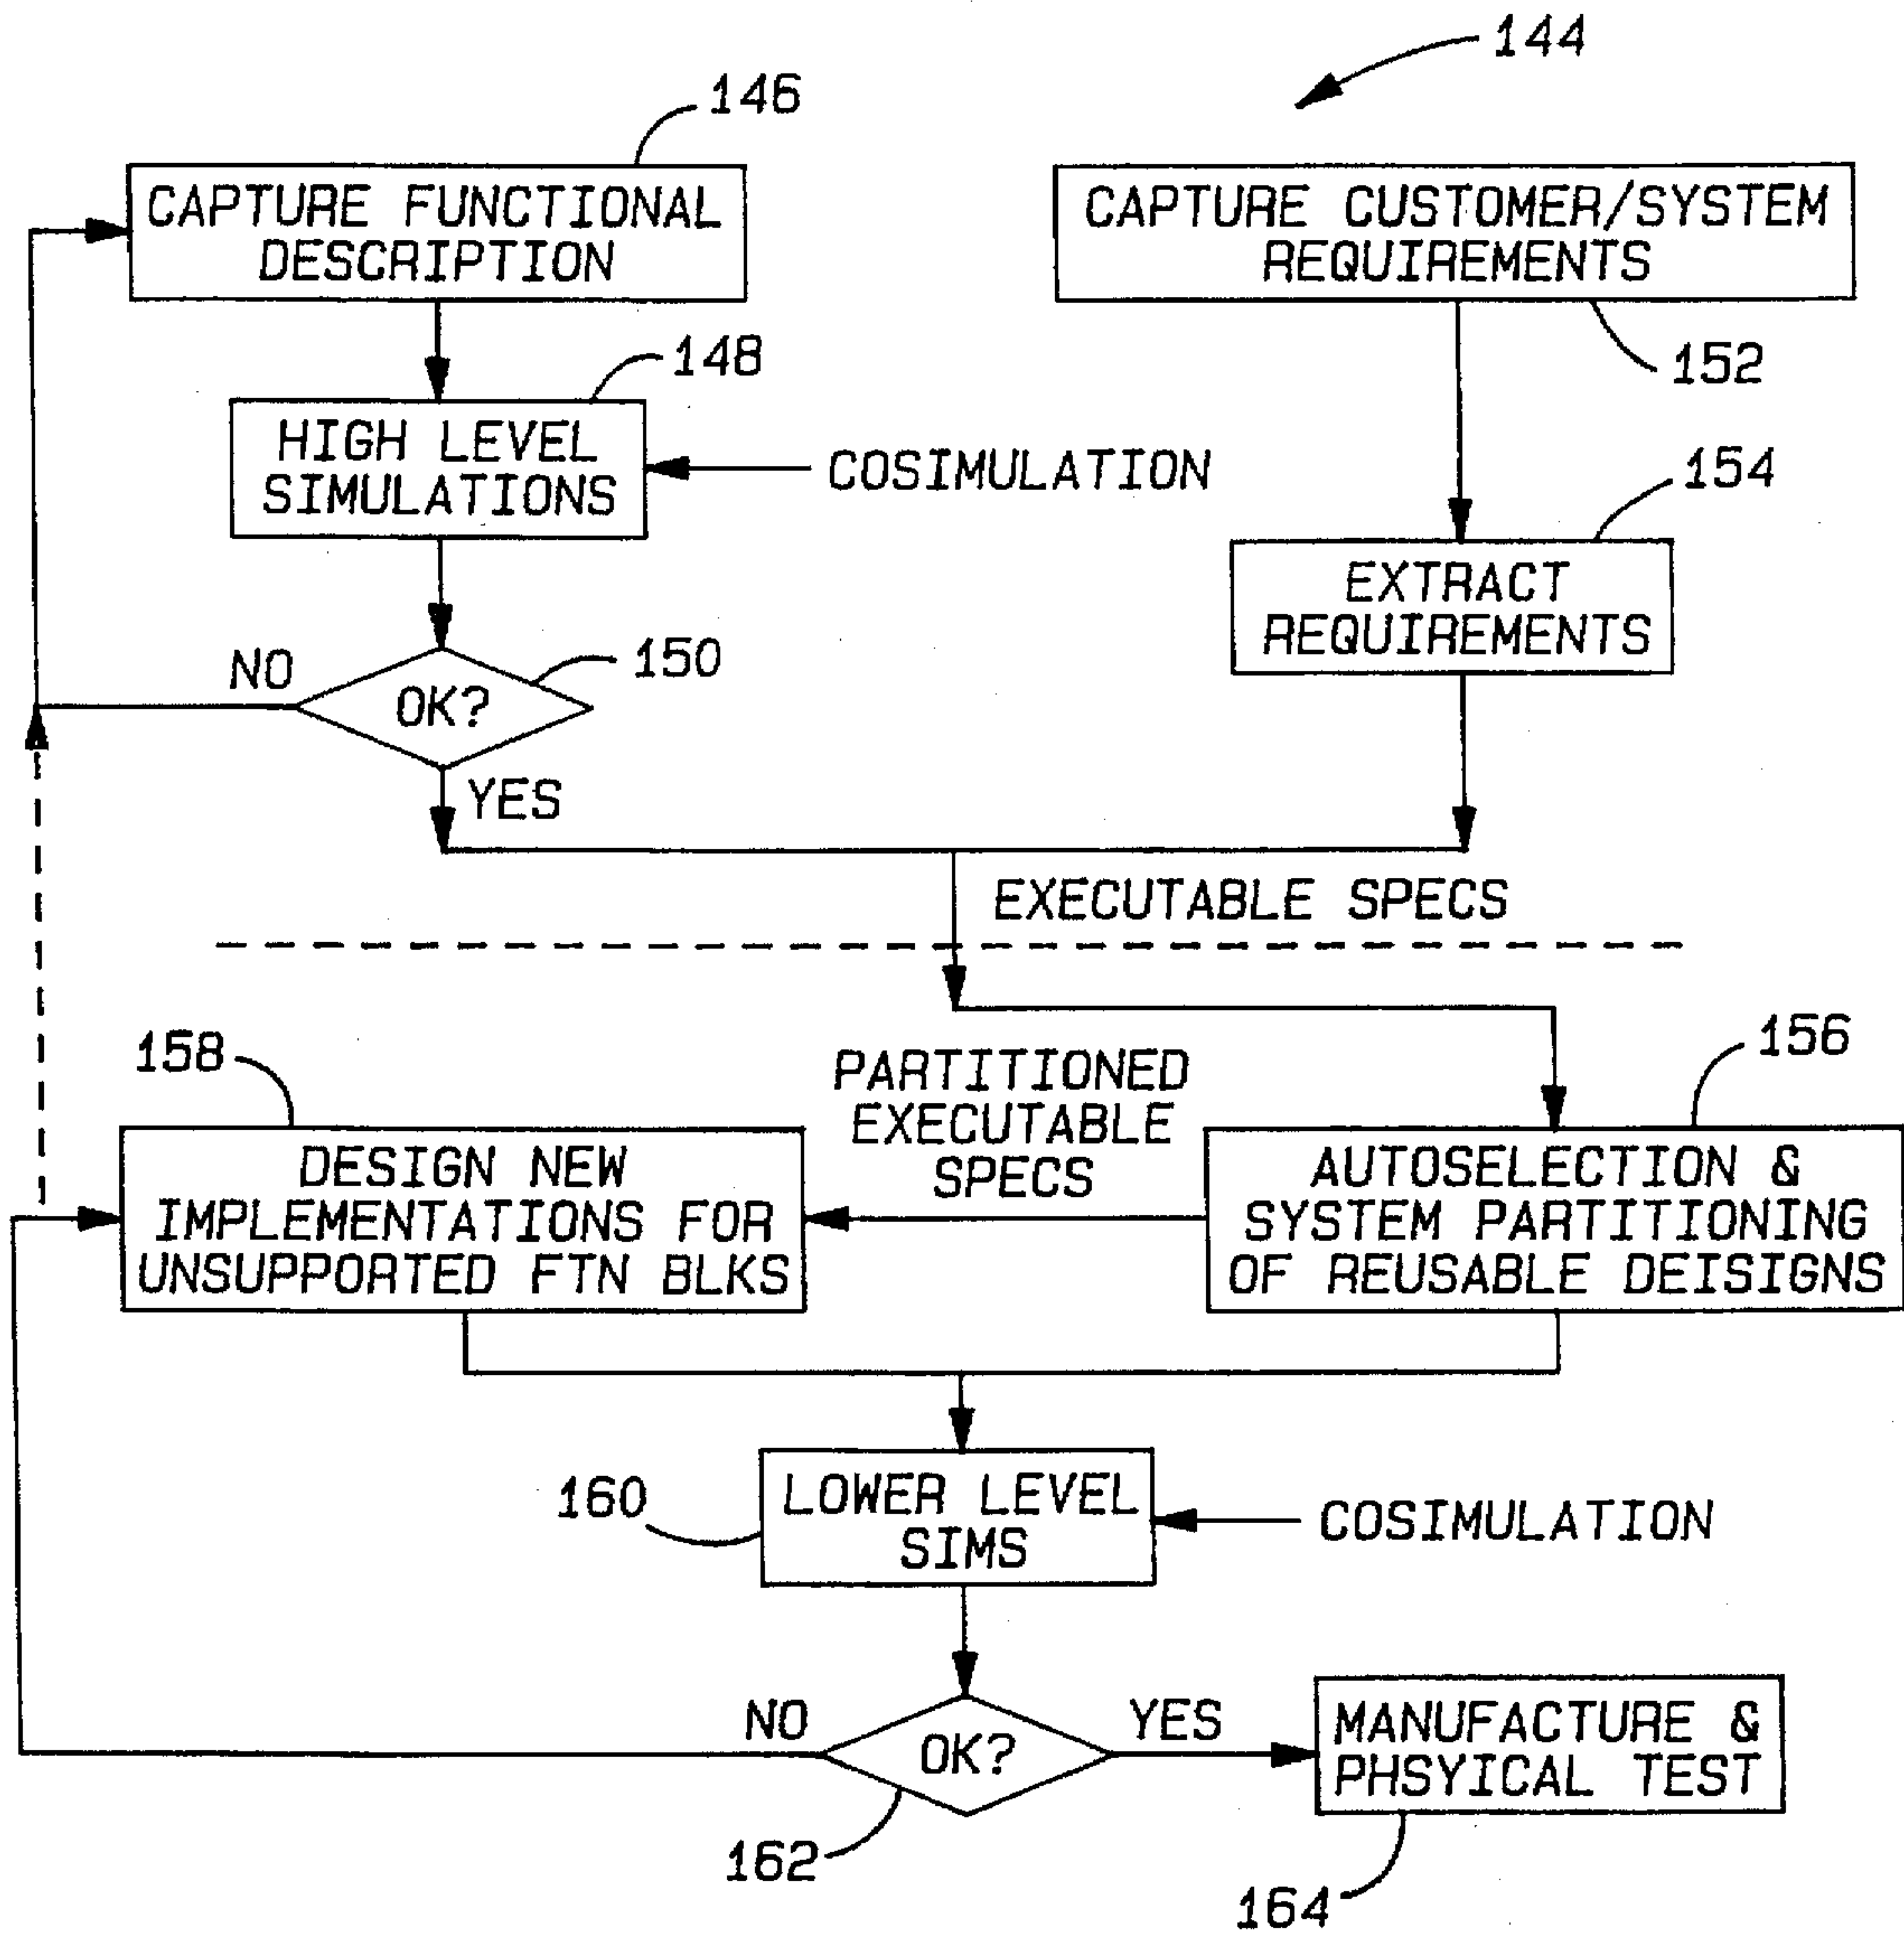 144
146
CAPTURE FUNCTIONAL
DESCRIPTION
CAPTURE CUSTOMER/SYSTEM
REQUIREMENTS
152
148
HIGH LEVEL
SIMULATIONS
COSIMULATION
154
EXTRACT
REQUIREMENTS
NO
150
OK?
YES
EXECUTABLE SPECS
158
156
PARTITIONED
EXECUTABLE
SPECS
DESIGN NEW
IMPLEMENTATIONS FOR
UNSUPPORTED FTN BLKS
AUTOSELECTION &
SYSTEM PARTITIONING
OF REUSABLE DEISIGNS
160
LOWER LEVEL
SIMS
COSIMULATION
NO
OK?
YES
162
MANUFACTURE &
PHSYICAL TEST
164